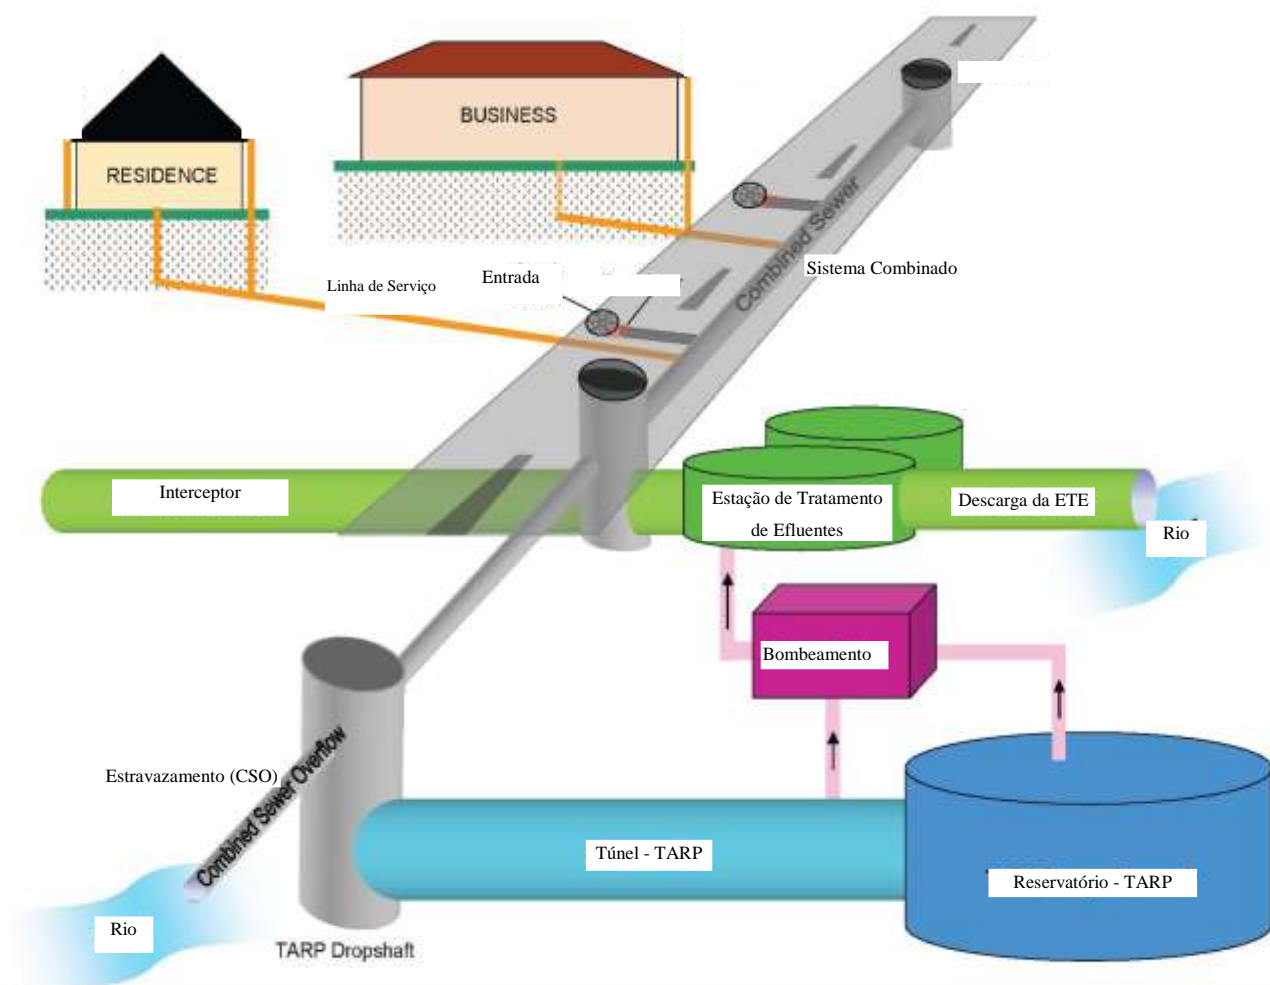 BUSINESS
RESIDENCE
Combined Sewer
Sistema Combinado
Entrada
Linha de Serviço
Interceptor
Estação de Tratamento
de Efluentes
Descarga da ETE
Rio
Bombeamento
Estravazamento (CSO)
Combined Sewer Overflow
Túnel - TARP
Reservatório - TARP
Rio
TARP Dropshaft